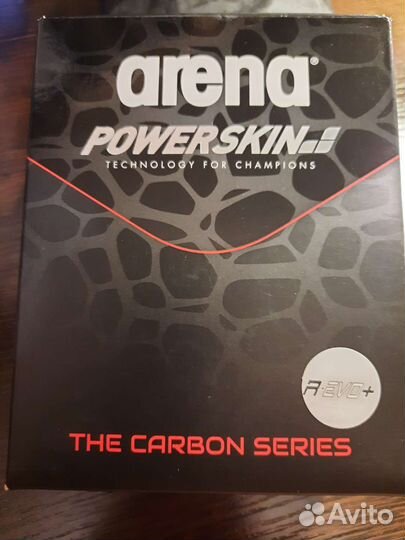 arena®
POWERSKIN
TECHNOLOGY FOR CHAMPIONS
R-EVO+
THE CARBON SERIES
Avito